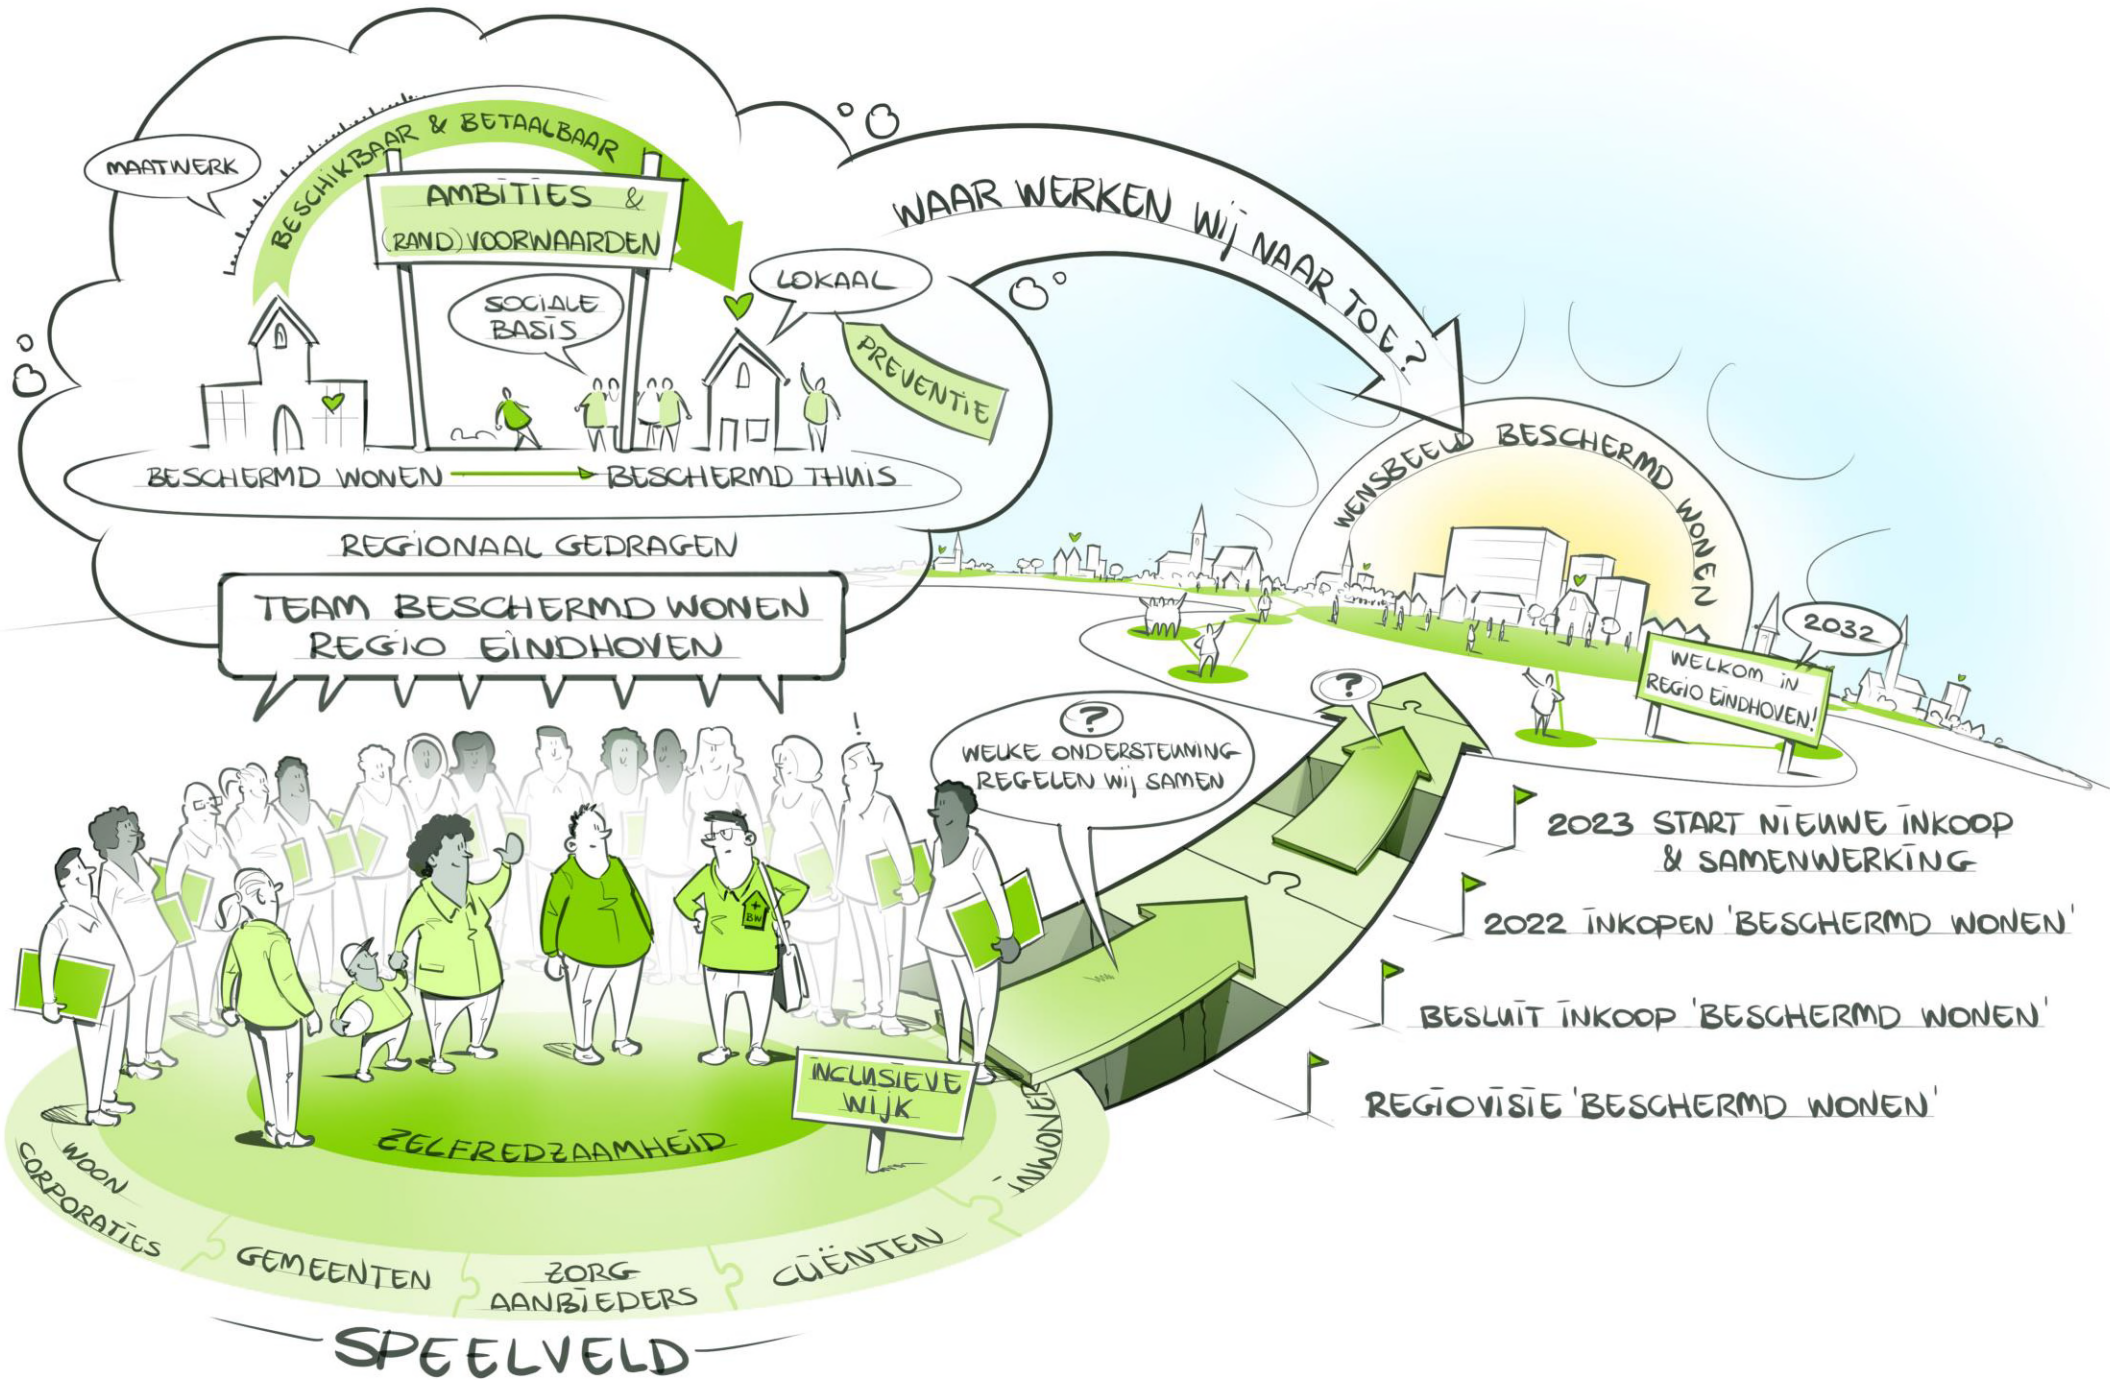 MAATWERK
BESCHIKBAAR & BETAALBAAR
AMBITIES &
(RAND)VOORWAARDEN
SOCIALE
BASIS
LOKAAL
PREVENTIE
BESCHERMD WONEN
BESCHERMD THUIS
REGIONAAL GEDRAGEN
TEAM BESCHERMD WONEN
REGIO EINDHOVEN
WAAR WERKEN WIJ NAAR TOE?
WENSBEELD BESCHERMD WONEN
2032
WELKOM IN
REGIO EINDHOVEN!
?
?
WELKE ONDERSTEUNING
REGELEN WIJ SAMEN
!
2023 START NIEUWE INKOOP
& SAMENWERKING
2022 INKOPEN 'BESCHERMD WONEN'
BESLUIT INKOOP 'BESCHERMD WONEN'
REGIOVISIE 'BESCHERMD WONEN'
+
BW
INCLUSIEVE
WIJK
ZELFREDZAAMHEID
WOON
CORPORATIES
GEMEENTEN
ZORG
AANBIEDERS
CLIËNTEN
INWONERS
SPEELVELD